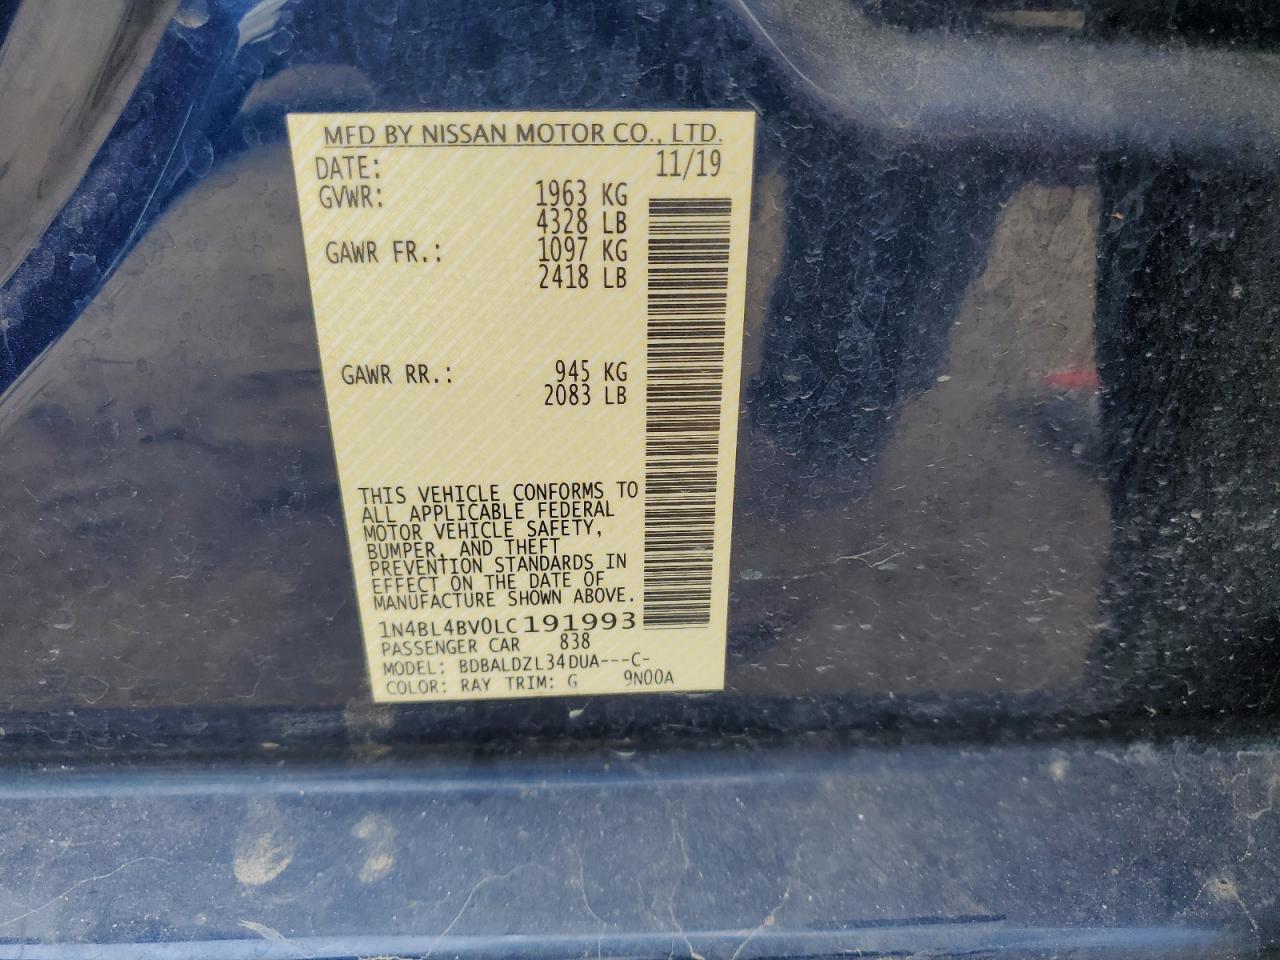 MFD BY NISSAN MOTOR CO., LTD.
DATE: 11/19
GVWR: 1963 KG
4328 LB
GAWR FR.: 1097 KG
2418 LB
GAWR RR.: 945 KG
2083 LB
THIS VEHICLE CONFORMS TO
ALL APPLICABLE FEDERAL
MOTOR VEHICLE SAFETY,
BUMPER, AND THEFT
PREVENTION STANDARDS IN
EFFECT ON THE DATE OF
MANUFACTURE SHOWN ABOVE.
1N4BL4BV0LC191993
PASSENGER CAR 838
MODEL: BDBALDZL34DUA---C-
COLOR: RAY TRIM: G 9N00A